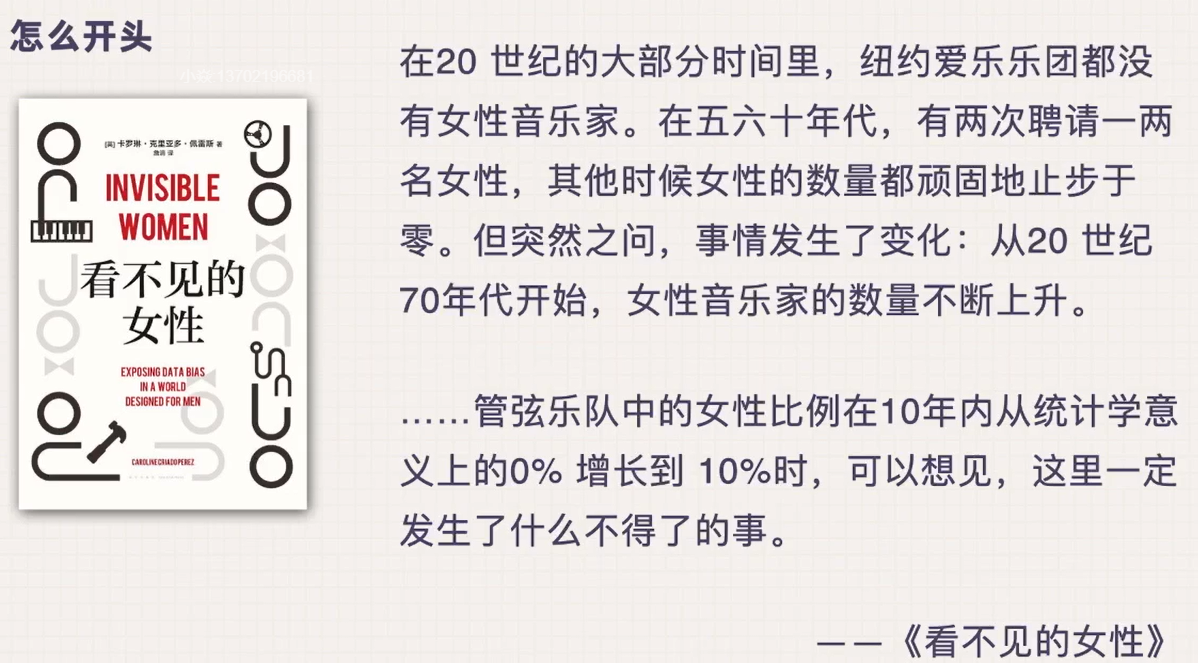 怎么开头
小奈 13702196681
[英] 卡罗琳·克里亚多·佩雷斯 著
詹涓 译
INVISIBLE
WOMEN
看不见的
女性
EXPOSING DATA BIAS
IN A WORLD
DESIGNED FOR MEN
CAROLINE CRIADO PEREZ
在20 世纪的大部分时间里，纽约爱乐乐团都没
有女性音乐家。在五六十年代，有两次聘请一两
名女性，其他时候女性的数量都顽固地止步于
零。但突然之问，事情发生了变化：从20 世纪
70年代开始，女性音乐家的数量不断上升。
……管弦乐队中的女性比例在10年内从统计学意
义上的0% 增长到 10%时，可以想见，这里一定
发生了什么不得了的事。
——《看不见的女性》